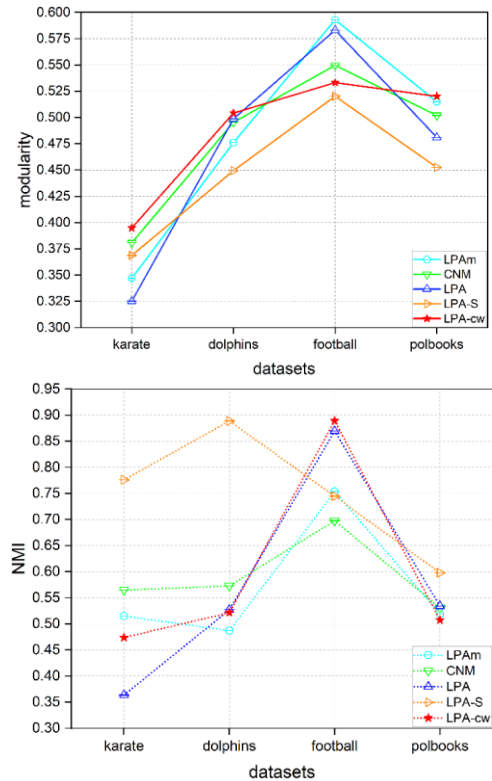 0.600
0.575
0.550
0.525
0.500
0.475
0.450
0.425
0.400
0.375
0.350
0.325
0.300
modularity
LPAm
CNM
LPA
LPA-S
LPA-cw
karate dolphins football polbooks
datasets
0.95
0.90
0.85
0.80
0.75
0.70
0.65
0.60
0.55
0.50
0.45
0.40
0.35
0.30
NMI
LPAm
CNM
LPA
LPA-S
LPA-cw
karate dolphins football polbooks
datasets